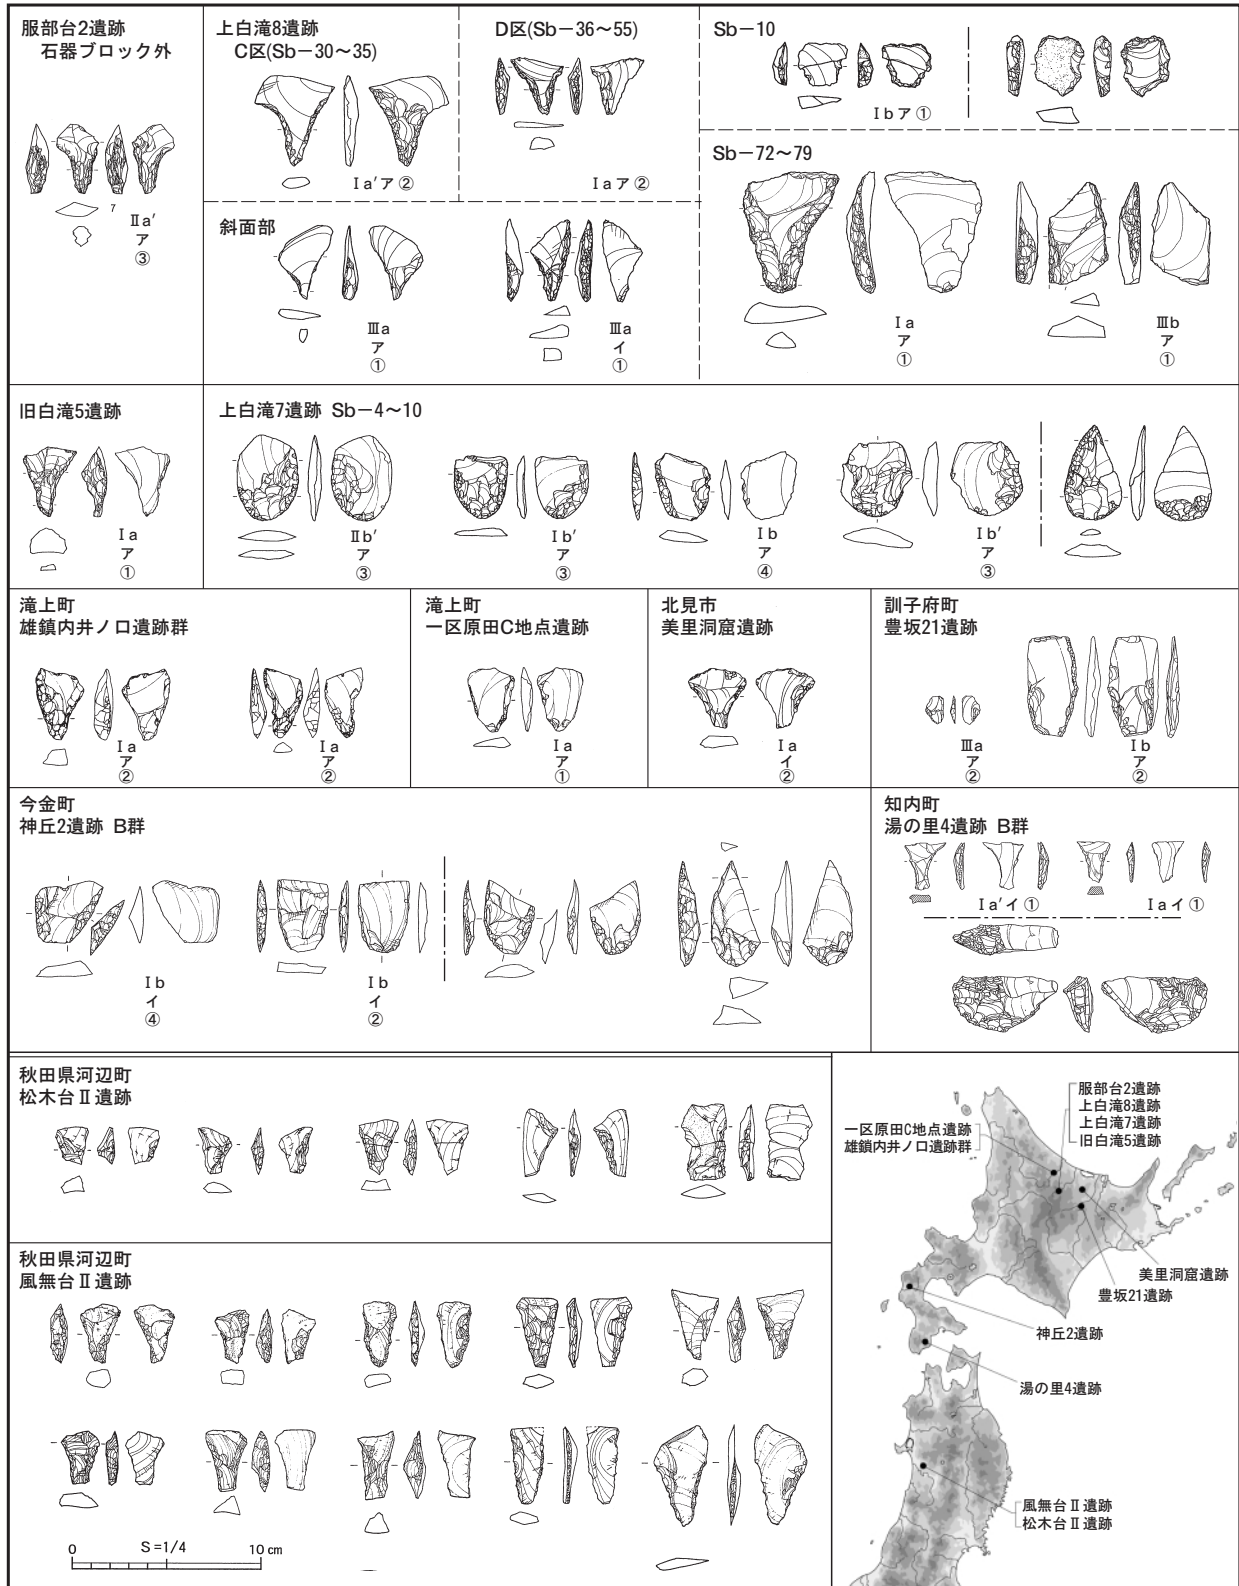 服部台2遺跡
石器ブロック外
7
Ⅱa′
ア
③
上白滝8遺跡
C区(Sb－30～35)
Ⅰa′ア②
D区(Sb－36～55)
Ⅰaア②
斜面部
Ⅲa
ア
①
Ⅲa
イ
①
Sb－10
Ⅰbア①
Sb－72～79
Ⅰa
ア
①
Ⅲb
ア
①
旧白滝5遺跡
Ⅰa
ア
①
上白滝7遺跡 Sb－4～10
Ⅱb′
ア
③
Ⅰb′
ア
③
Ⅰb
ア
④
Ⅰb′
ア
③
滝上町
雄鎮内井ノ口遺跡群
Ⅰa
ア
②
Ⅰa
ア
②
滝上町
一区原田C地点遺跡
Ⅰa
ア
①
北見市
美里洞窟遺跡
Ⅰa
イ
②
訓子府町
豊坂21遺跡
Ⅲa
ア
②
Ⅰb
ア
②
今金町
神丘2遺跡 B群
Ⅰb
イ
④
Ⅰb
イ
②
知内町
湯の里4遺跡 B群
Ⅰa′イ①
Ⅰaイ①
秋田県河辺町
松木台Ⅱ遺跡
秋田県河辺町
風無台Ⅱ遺跡
0 S=1/4 10cm
服部台2遺跡
上白滝8遺跡
上白滝7遺跡
旧白滝5遺跡
一区原田C地点遺跡
雄鎮内井ノ口遺跡群
美里洞窟遺跡
豊坂21遺跡
神丘2遺跡
湯の里4遺跡
風無台Ⅱ遺跡
松木台Ⅱ遺跡